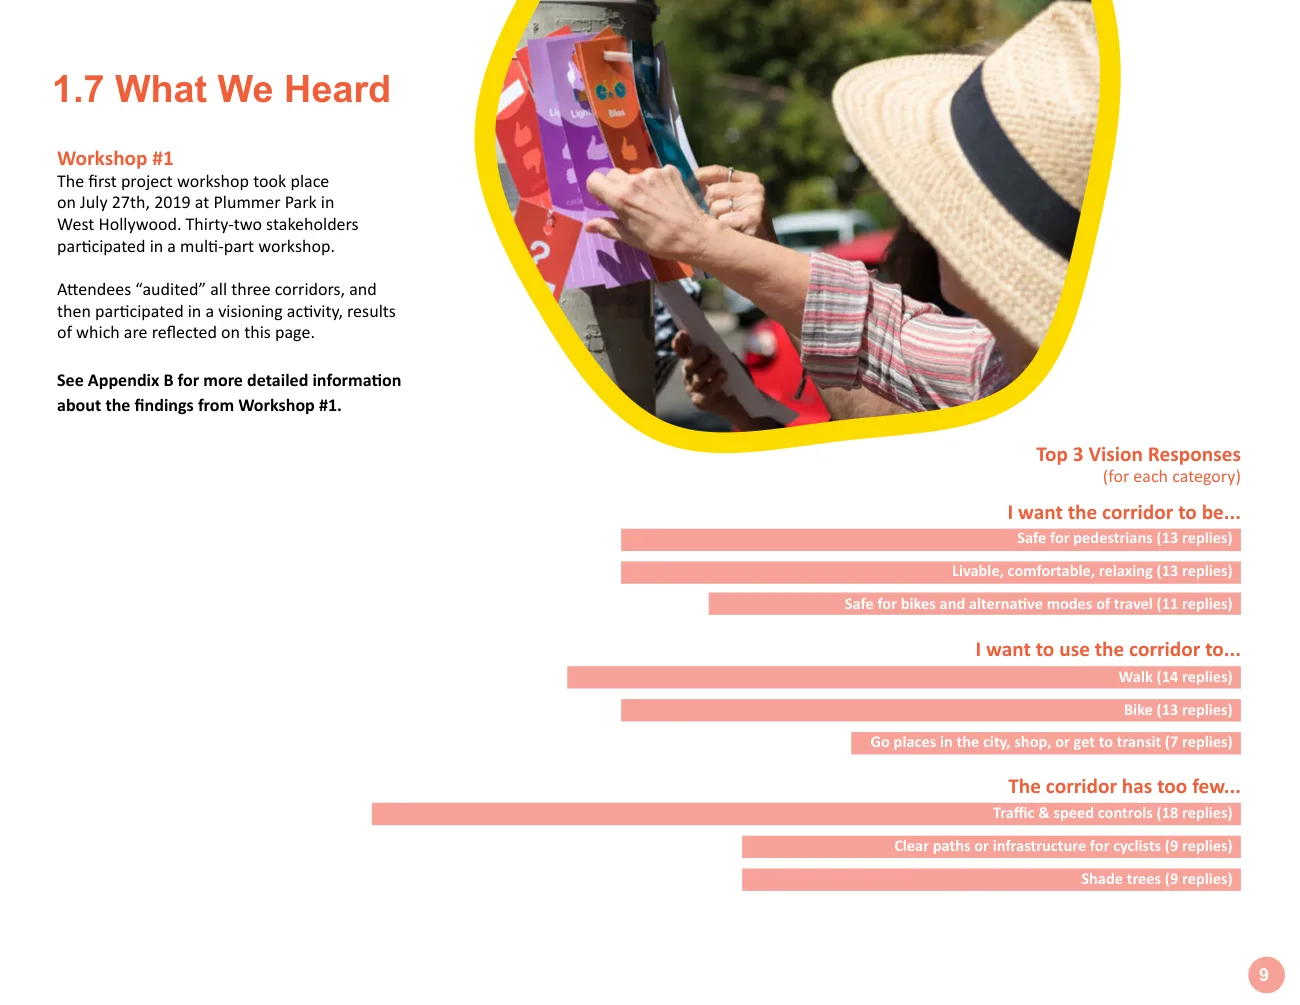 1.7 What We Heard
Workshop #1
The first project workshop took place
on July 27th, 2019 at Plummer Park in
West Hollywood. Thirty-two stakeholders
participated in a multi-part workshop.
Attendees “audited” all three corridors, and
then participated in a visioning activity, results
of which are reflected on this page.
See Appendix B for more detailed information
about the findings from Workshop #1.
Bikes
?
Top 3 Vision Responses
(for each category)
I want the corridor to be...
Safe for pedestrians (13 replies)
Livable, comfortable, relaxing (13 replies)
Safe for bikes and alternative modes of travel (11 replies)
I want to use the corridor to...
Walk (14 replies)
Bike (13 replies)
Go places in the city, shop, or get to transit (7 replies)
The corridor has too few...
Traffic & speed controls (18 replies)
Clear paths or infrastructure for cyclists (9 replies)
Shade trees (9 replies)
9